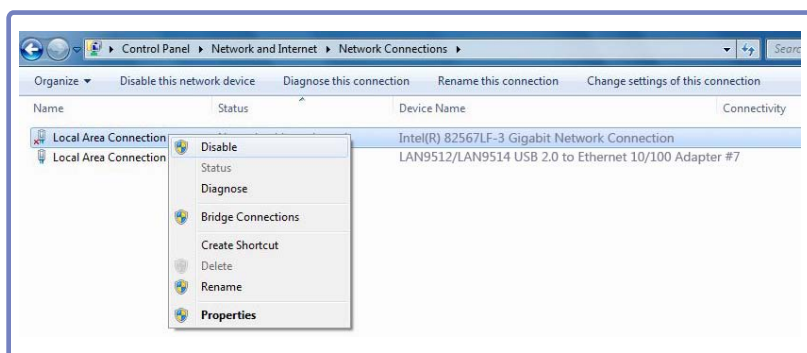 Control Panel ▸ Network and Internet ▸ Network Connections ▸
Searc
Organize Disable this network device Diagnose this connection Rename this connection Change settings of this connection
Name Status Device Name Connectivity
Local Area Connection Intel(R) 82567LF-3 Gigabit Network Connection
Local Area Connection LAN9512/LAN9514 USB 2.0 to Ethernet 10/100 Adapter #7
Disable
Status
Diagnose
Bridge Connections
Create Shortcut
Delete
Rename
Properties